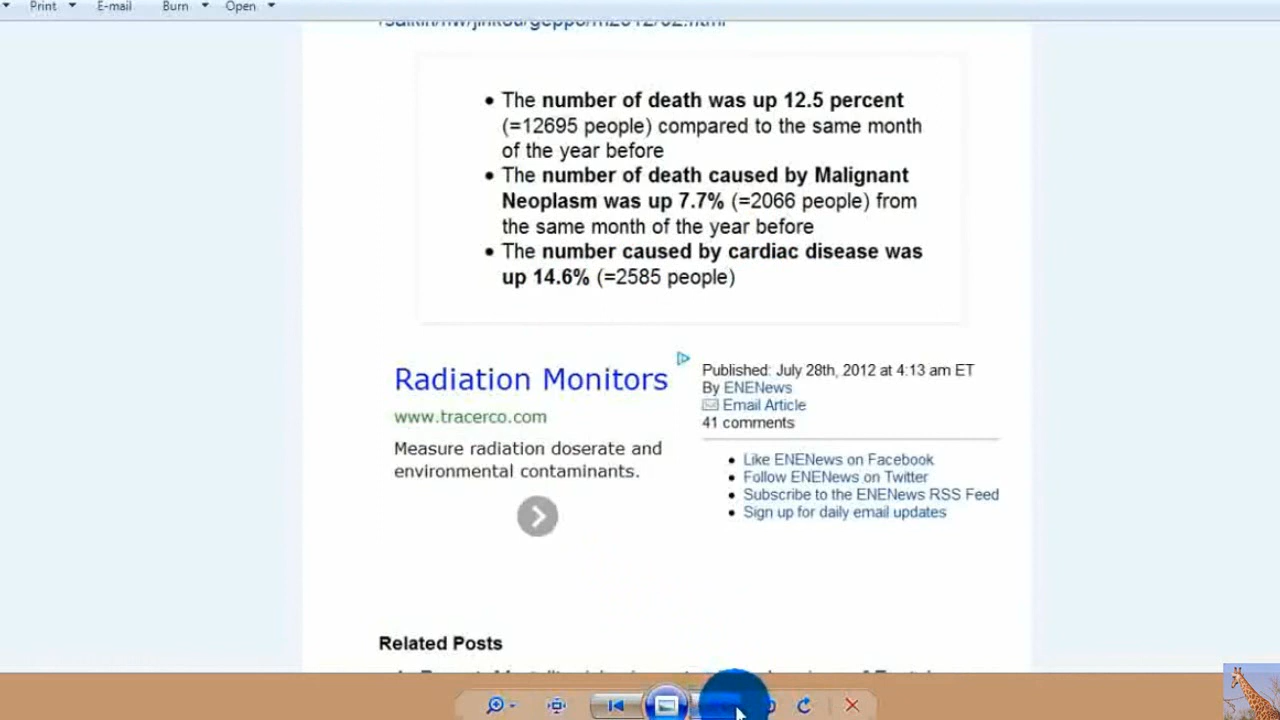 Print E-mail Burn Open
The number of death was up 12.5 percent
(=12695 people) compared to the same month
of the year before
The number of death caused by Malignant
Neoplasm was up 7.7% (=2066 people) from
the same month of the year before
The number caused by cardiac disease was
up 14.6% (=2585 people)
Radiation Monitors
www.tracerco.com
Measure radiation doserate and
environmental contaminants.
Published: July 28th, 2012 at 4:13 am ET
By ENENews
Email Article
41 comments
Like ENENews on Facebook
Follow ENENews on Twitter
Subscribe to the ENENews RSS Feed
Sign up for daily email updates
Related Posts